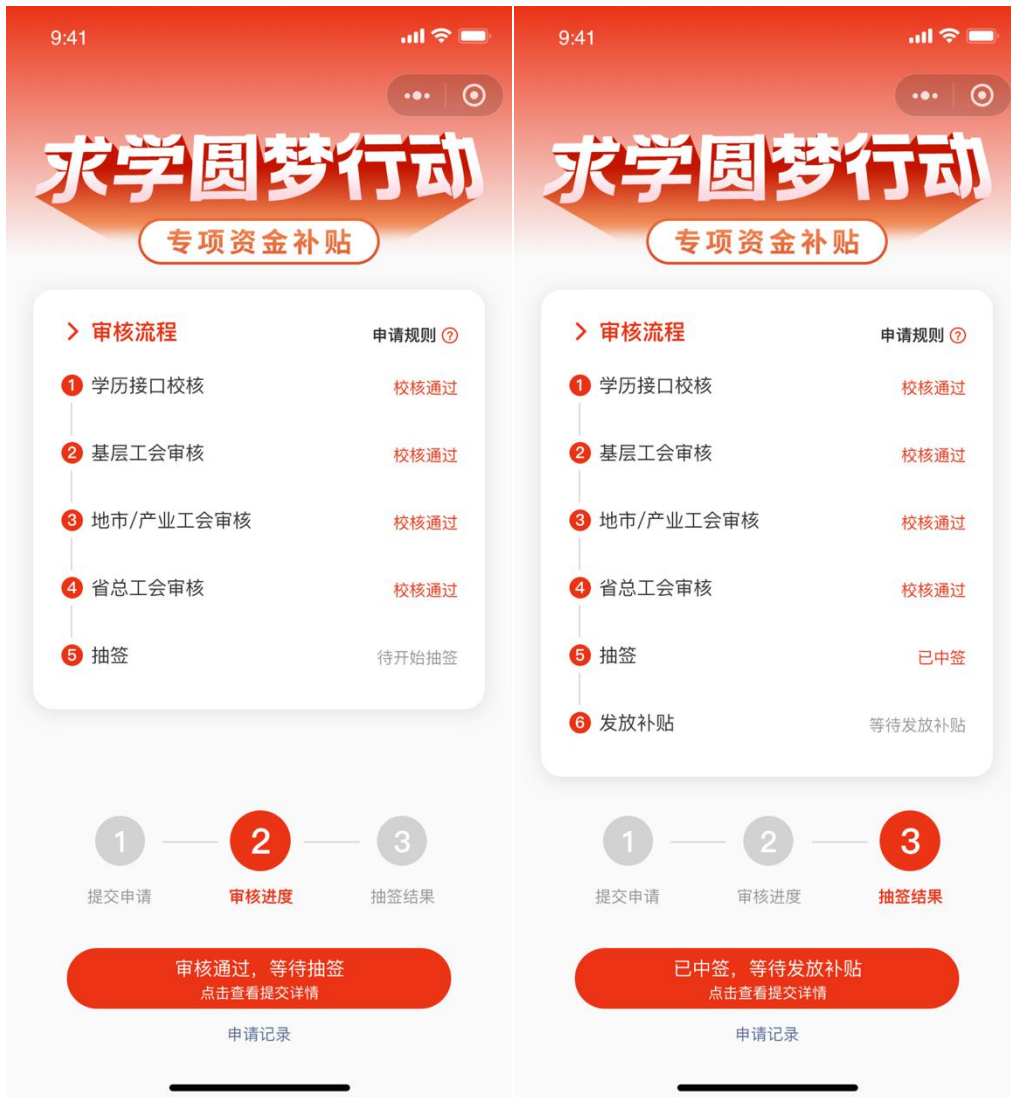 9:41
求学圆梦行动
专项资金补贴
审核流程
申请规则 ?
1 学历接口校核 校核通过
2 基层工会审核 校核通过
3 地市/产业工会审核 校核通过
4 省总工会审核 校核通过
5 抽签 待开始抽签
1 2 3
提交申请 审核进度 抽签结果
审核通过，等待抽签
点击查看提交详情
申请记录
9:41
求学圆梦行动
专项资金补贴
审核流程
申请规则 ?
1 学历接口校核 校核通过
2 基层工会审核 校核通过
3 地市/产业工会审核 校核通过
4 省总工会审核 校核通过
5 抽签 已中签
6 发放补贴 等待发放补贴
1 2 3
提交申请 审核进度 抽签结果
已中签，等待发放补贴
点击查看提交详情
申请记录